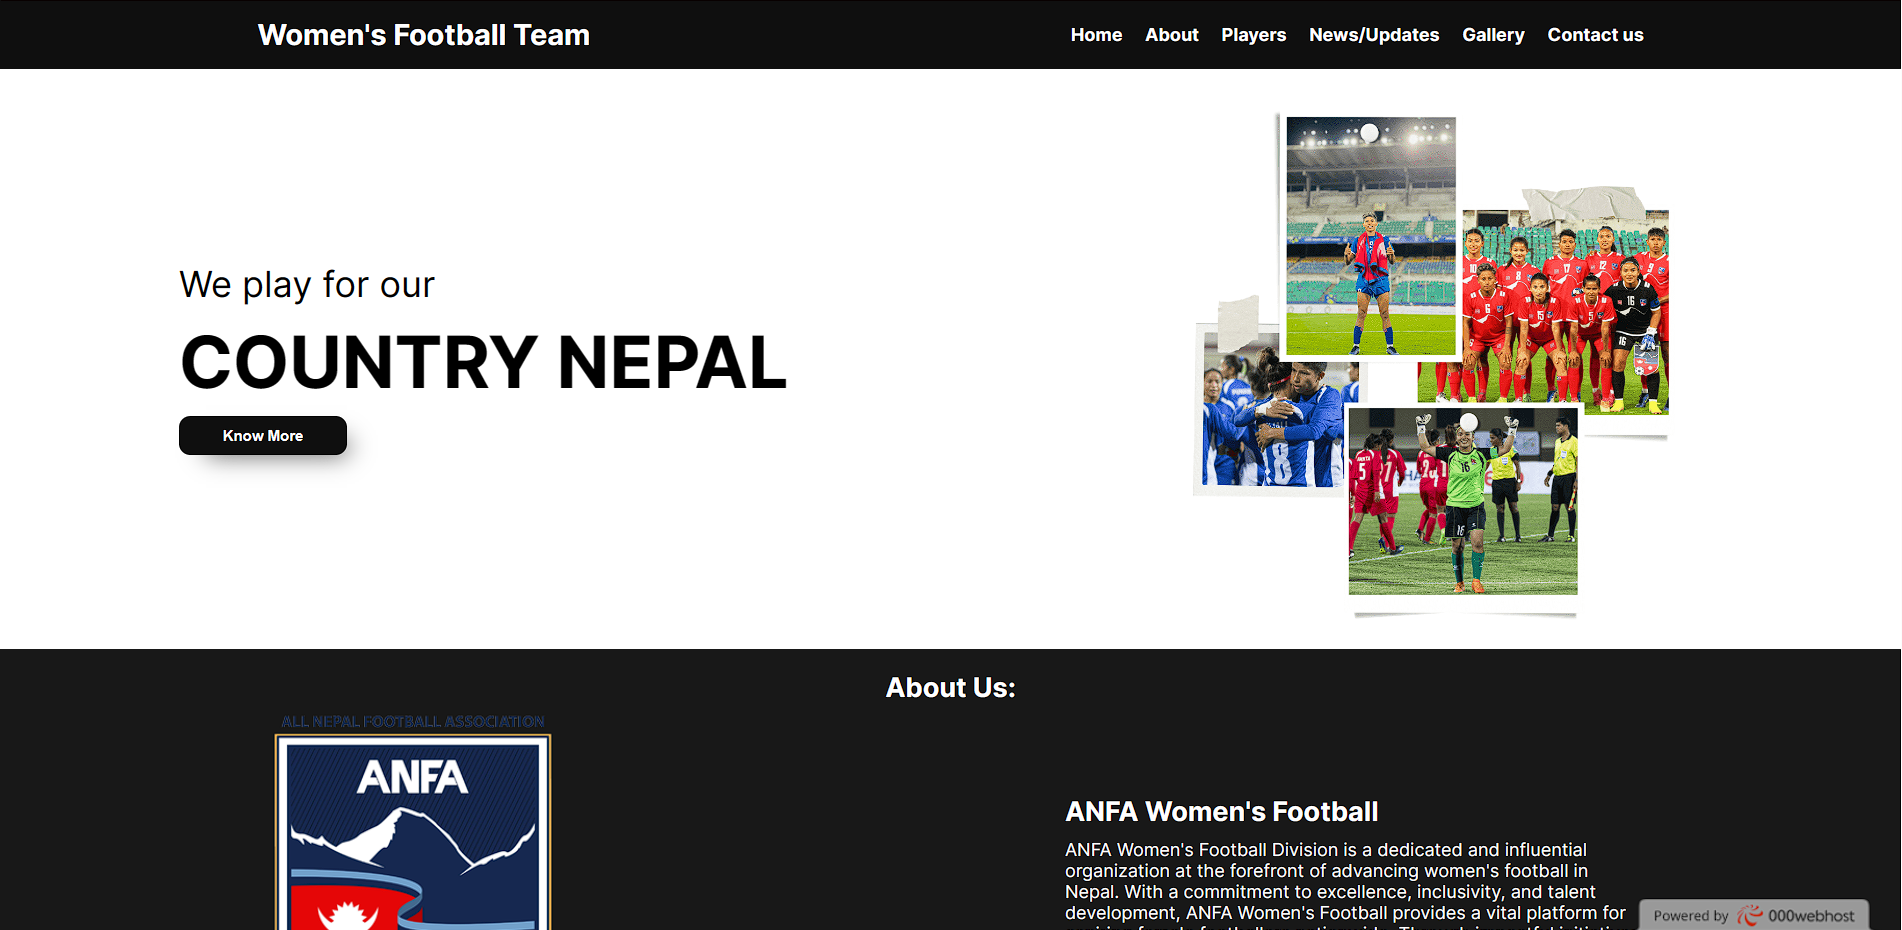 Women's Football Team
Home About Players News/Updates Gallery Contact us
We play for our
COUNTRY NEPAL
Know More
About Us:
ALL NEPAL FOOTBALL ASSOCIATION
ANFA
ANFA Women's Football
ANFA Women's Football Division is a dedicated and influential
organization at the forefront of advancing women's football in
Nepal. With a commitment to excellence, inclusivity, and talent
development, ANFA Women's Football provides a vital platform for
Powered by 000webhost